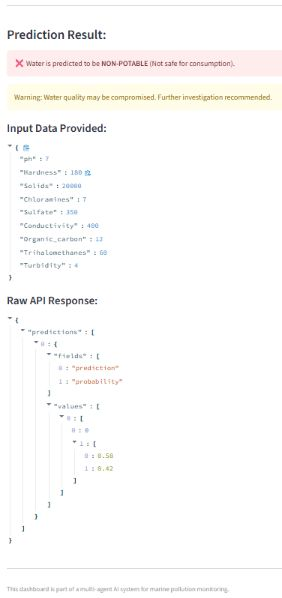 Prediction Result:
❌ Water is predicted to be NON-POTABLE (Not safe for consumption).
Warning: Water quality may be compromised. Further investigation recommended.
Input Data Provided:
{
"ph" : 7
"Hardness" : 180
"Solids" : 20000
"Chloramines" : 7
"Sulfate" : 350
"Conductivity" : 400
"Organic_carbon" : 12
"Trihalomethanes" : 60
"Turbidity" : 4
}
Raw API Response:
{
"predictions" : [
0 : {
"fields" : [
0 : "prediction"
1 : "probability"
]
"values" : [
0 : [
0 : 0
1 : [
0 : 0.58
1 : 0.42
]
]
]
}
]
}
This dashboard is part of a multi-agent AI system for marine pollution monitoring.